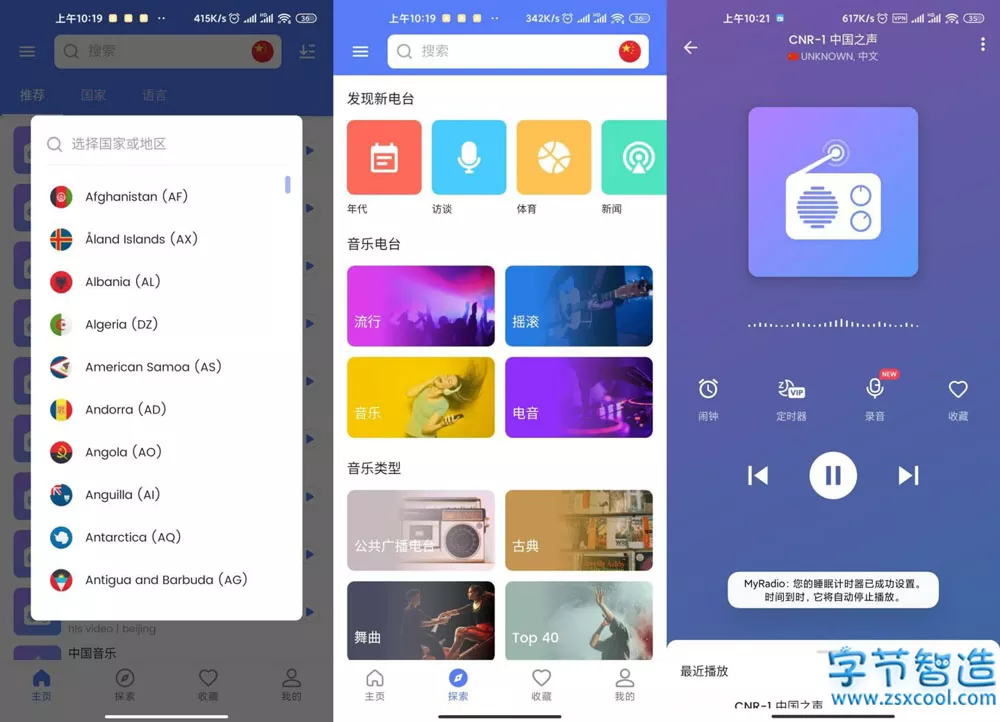 上午10:19
415K/s
36
搜索
推荐
国家
语言
选择国家或地区
Afghanistan (AF)
Åland Islands (AX)
Albania (AL)
Algeria (DZ)
American Samoa (AS)
Andorra (AD)
Angola (AO)
Anguilla (AI)
Antarctica (AQ)
Antigua and Barbuda (AG)
his video | beijing
中国音乐
主页
探索
收藏
我的
上午10:19
342K/s
36
搜索
发现新电台
年代
访谈
体育
新闻
音乐电台
流行
摇滚
音乐
电音
音乐类型
公共广播电台
古典
舞曲
Top 40
主页
探索
收藏
我的
上午10:21
617K/s
VPN
35
CNR-1 中国之声
UNKNOWN, 中文
闹钟
VIP
定时器
NEW
录音
收藏
MyRadio: 您的睡眠计时器已成功设置。
时间到时，它将自动停止播放。
最近播放
CNR-1 中国之声
字节智造
www.zsxcool.com